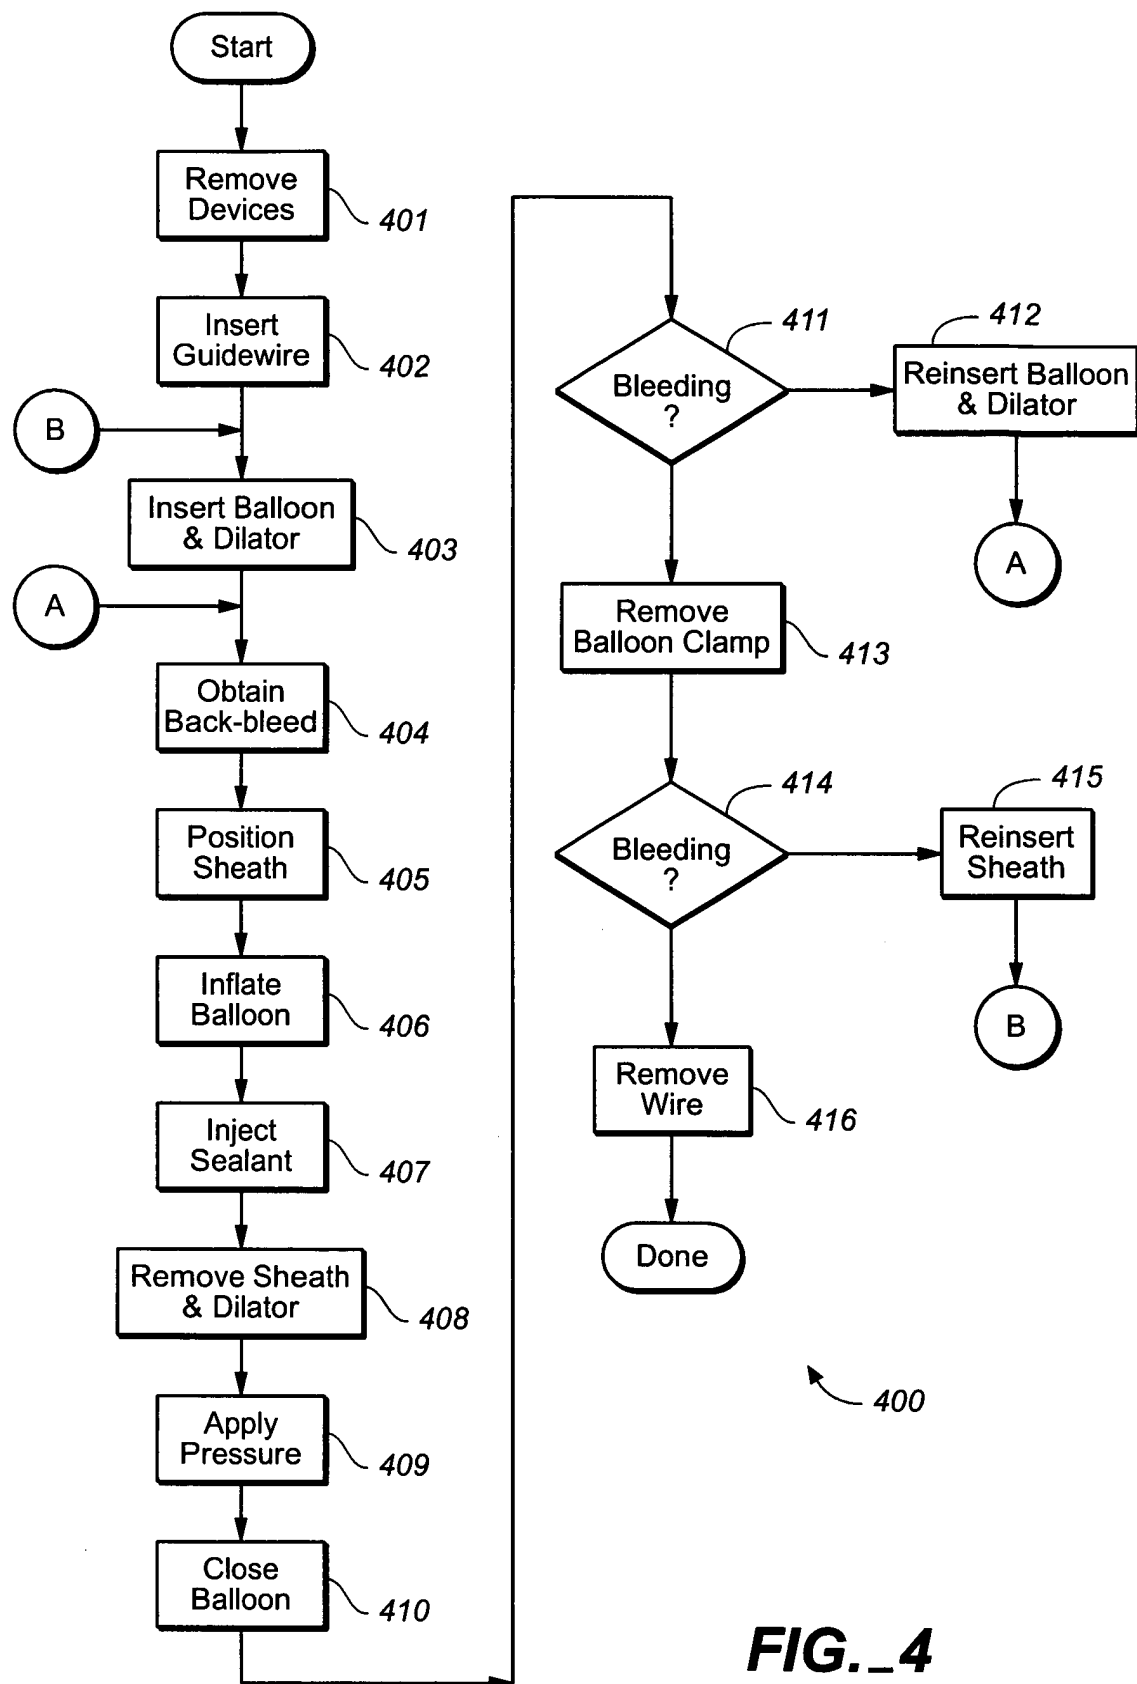 Start
Remove
Devices
401
Insert
Guidewire
402
B
Insert Balloon
& Dilator
403
A
Obtain
Back-bleed
404
Position
Sheath
405
Inflate
Balloon
406
Inject
Sealant
407
Remove Sheath
& Dilator
408
Apply
Pressure
409
Close
Balloon
410
Bleeding
?
411
412
Reinsert Balloon
& Dilator
A
Remove
Balloon Clamp
413
Bleeding
?
414
415
Reinsert
Sheath
B
Remove
Wire
416
Done
400
FIG._4